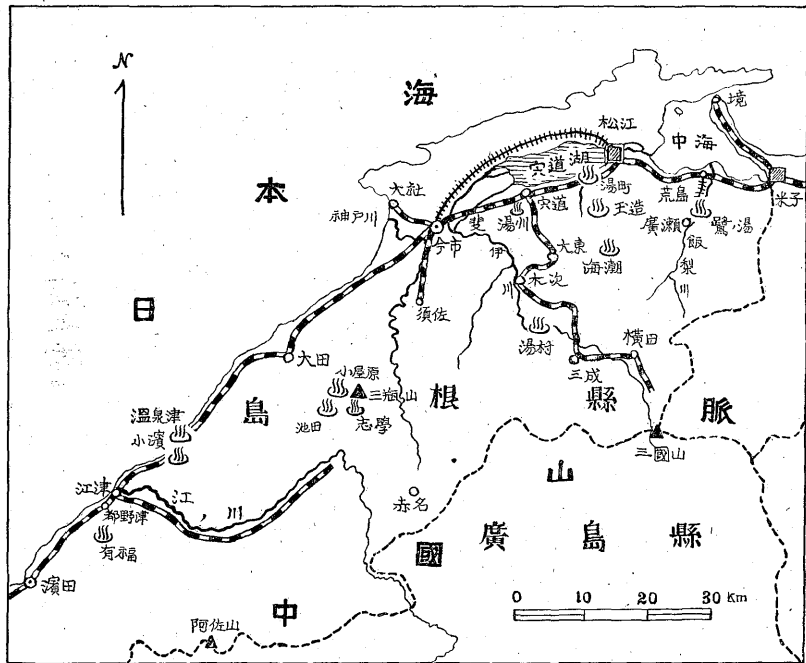 N
海
本
日
島
根
縣
脈
山
國
中
廣島縣
境
中海
松江
宍道湖
湯町
荒島
米子
大社
神戸川
今市
斐
伊
川
湯川
宍道
玉造
廣瀬
鷺ノ湯
飯
梨
川
大東
海潮
木次
須佐
湯村
横田
三成
大田
小屋原
三瓶山
池田
志學
三國山
温泉津
小濱
江津
江ノ川
都野津
有福
赤名
濱田
阿佐山
0 10 20 30 Km